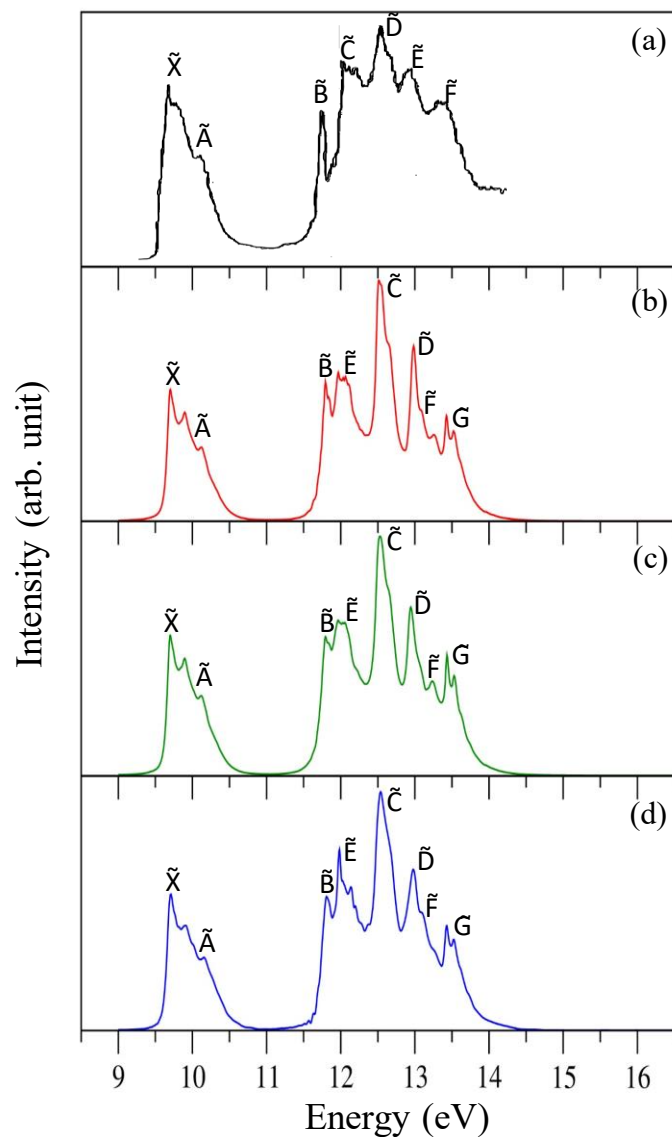 (a)
D̃
C̃
Ẽ
X̃
B̃
F̃
Ã
(b)
C̃
D̃
X̃
B̃ Ẽ
F̃ G
Ã
(c)
C̃
X̃
B̃ Ẽ D̃
Ã
F̃ G
(d)
C̃
Ẽ D̃
X̃ B̃
F̃
Ã G
Intensity (arb. unit)
9 10 11 12 13 14 15 16
Energy (eV)